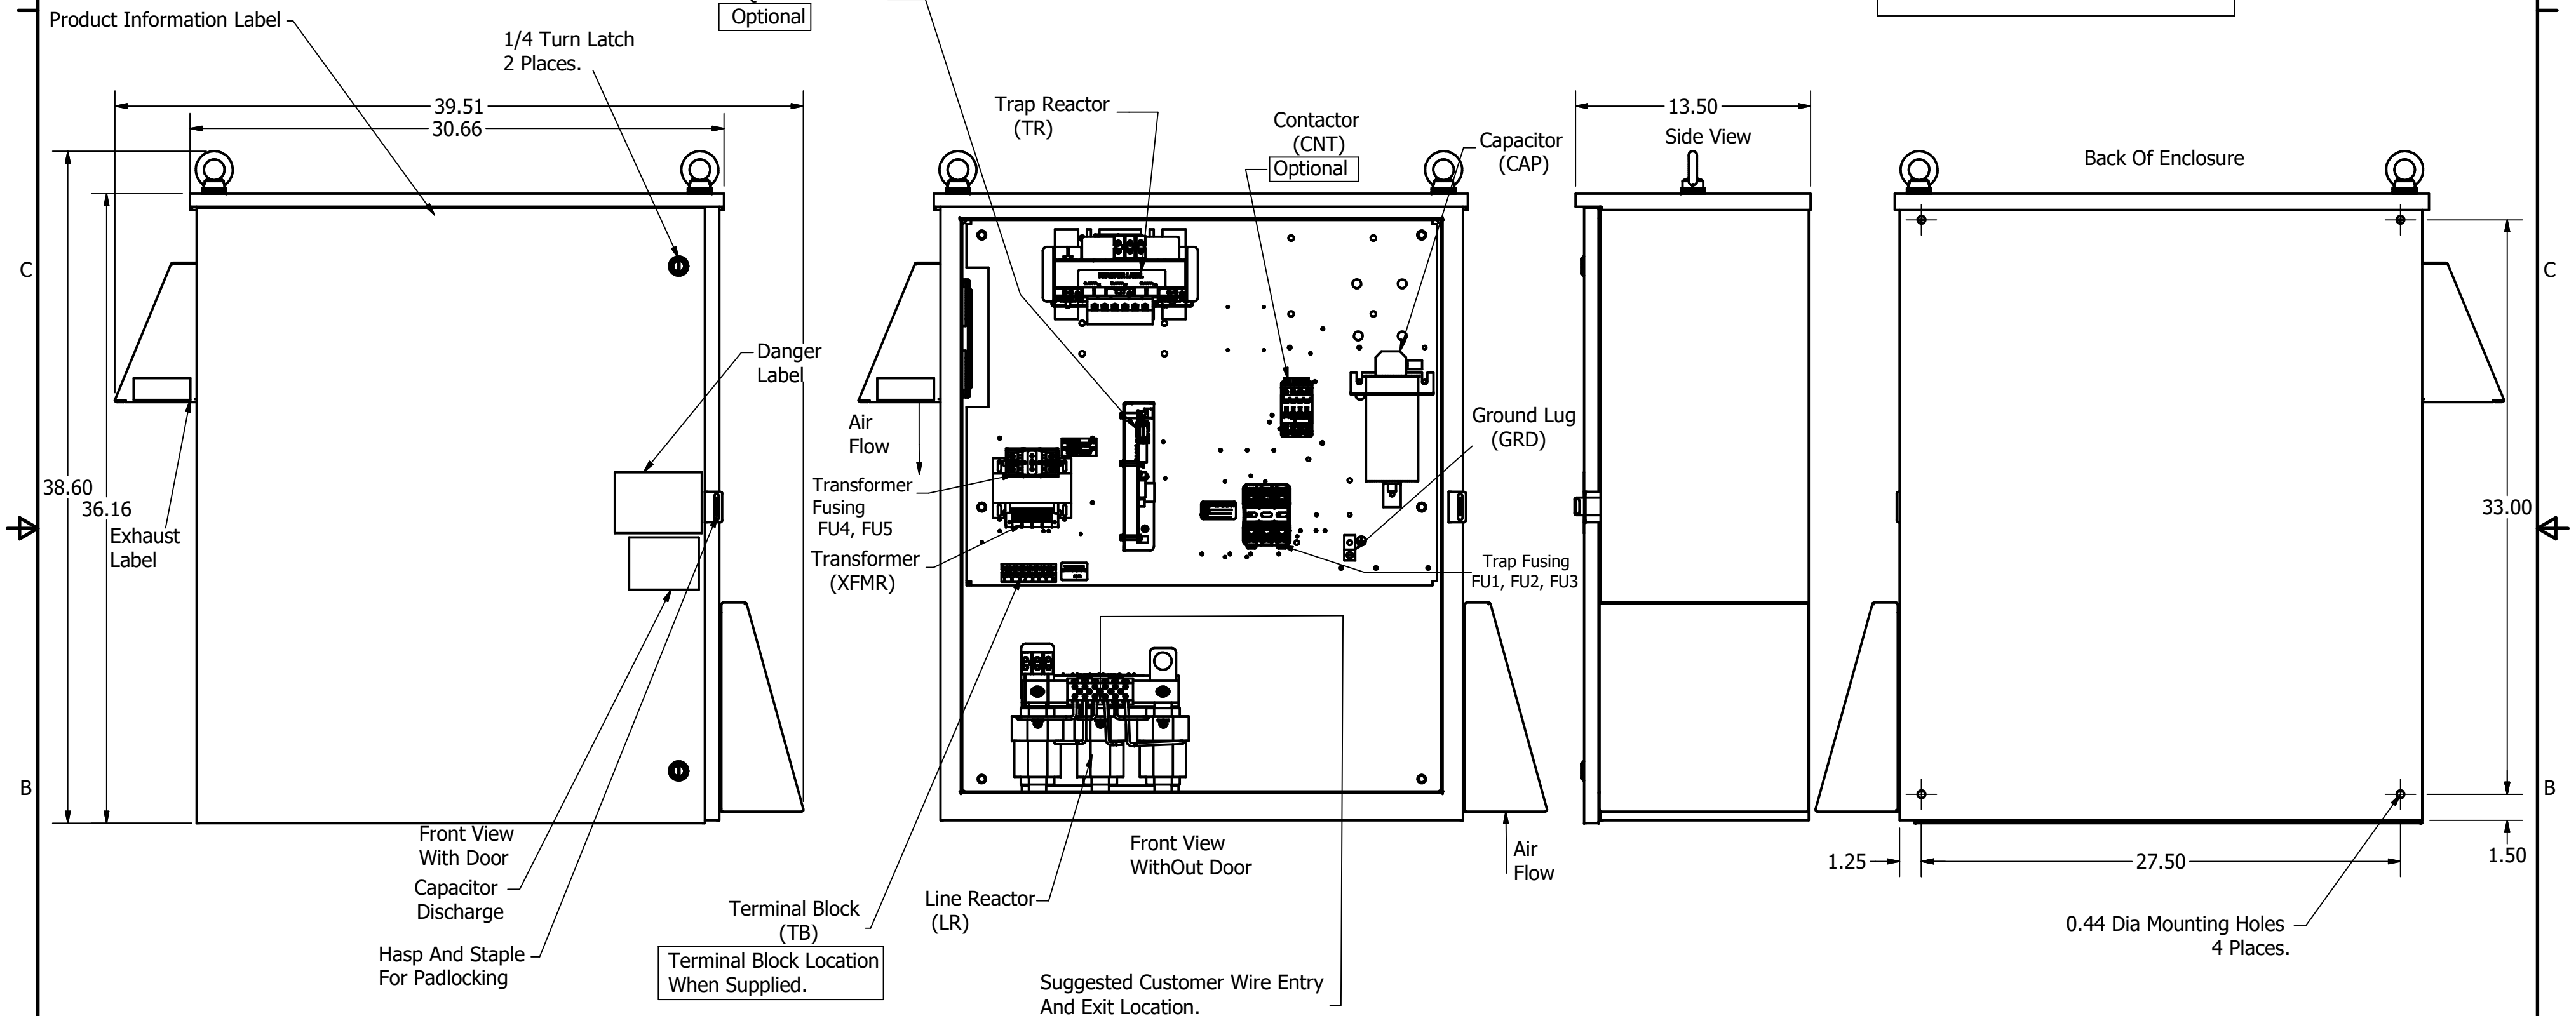 Product Information Label
Optional
1/4 Turn Latch
2 Places.
39.51
30.66
38.60
36.16
Danger
Label
Exhaust
Label
Front View
With Door
Capacitor
Discharge
Hasp And Staple
For Padlocking
Trap Reactor
(TR)
Contactor
(CNT)
Optional
Capacitor
(CAP)
Air
Flow
Transformer
Fusing
FU4, FU5
Transformer
(XFMR)
Ground Lug
(GRD)
Trap Fusing
FU1, FU2, FU3
Terminal Block
(TB)
Terminal Block Location
When Supplied.
Line Reactor
(LR)
Front View
WithOut Door
Suggested Customer Wire Entry
And Exit Location.
Air
Flow
13.50
Side View
Back Of Enclosure
33.00
1.50
1.25
27.50
0.44 Dia Mounting Holes
4 Places.
C
C
B
B